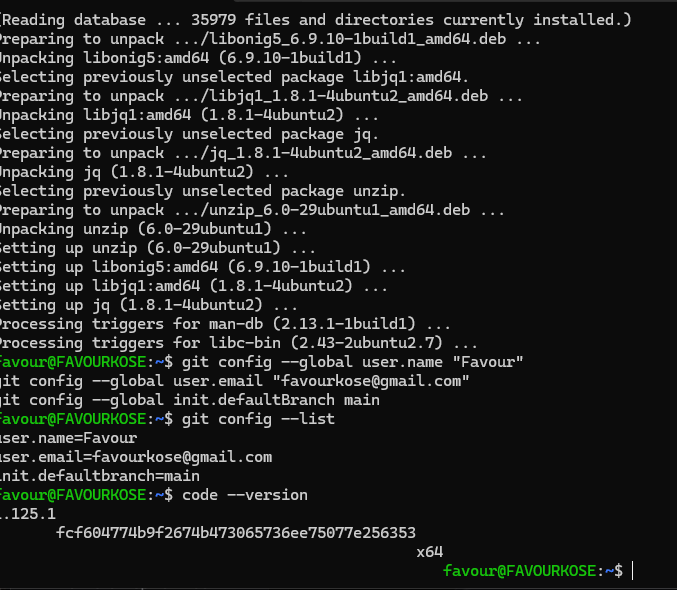 (Reading database ... 35979 files and directories currently installed.)
Preparing to unpack .../libonig5_6.9.10-1build1_amd64.deb ...
Unpacking libonig5:amd64 (6.9.10-1build1) ...
Selecting previously unselected package libjq1:amd64.
Preparing to unpack .../libjq1_1.8.1-4ubuntu2_amd64.deb ...
Unpacking libjq1:amd64 (1.8.1-4ubuntu2) ...
Selecting previously unselected package jq.
Preparing to unpack .../jq_1.8.1-4ubuntu2_amd64.deb ...
Unpacking jq (1.8.1-4ubuntu2) ...
Selecting previously unselected package unzip.
Preparing to unpack .../unzip_6.0-29ubuntu1_amd64.deb ...
Unpacking unzip (6.0-29ubuntu1) ...
Setting up unzip (6.0-29ubuntu1) ...
Setting up libonig5:amd64 (6.9.10-1build1) ...
Setting up libjq1:amd64 (1.8.1-4ubuntu2) ...
Setting up jq (1.8.1-4ubuntu2) ...
Processing triggers for man-db (2.13.1-1build1) ...
Processing triggers for libc-bin (2.43-2ubuntu2.7) ...
favour@FAVOURKOSE:~$ git config --global user.name "Favour"
git config --global user.email "favourkose@gmail.com"
git config --global init.defaultBranch main
favour@FAVOURKOSE:~$ git config --list
user.name=Favour
user.email=favourkose@gmail.com
init.defaultbranch=main
favour@FAVOURKOSE:~$ code --version
1.125.1
fcf604774b9f2674b473065736ee75077e256353
x64
favour@FAVOURKOSE:~$